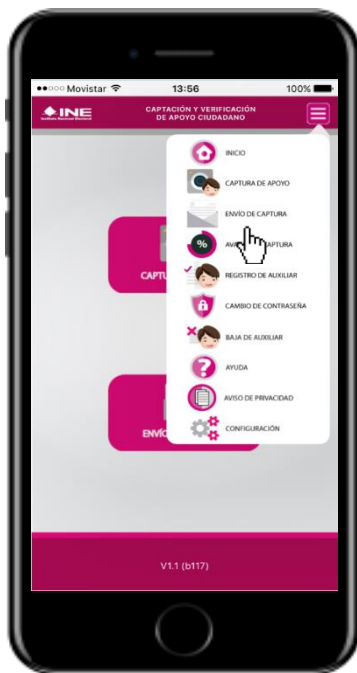 Movistar 13:56 100%
INE CAPTACIÓN Y VERIFICACIÓN
Instituto Nacional Electoral DE APOYO CIUDADANO
INICIO
CAPTURA DE APOYO
ENVÍO DE CAPTURA
% AVA CAPTURA
CAPTU REGISTRO DE AUXILIAR
CAMBIO DE CONTRASEÑA
BAJA DE AUXILIAR
? AYUDA
AVISO DE PRIVACIDAD
ENVÍO CONFIGURACIÓN
V1.1 (b117)